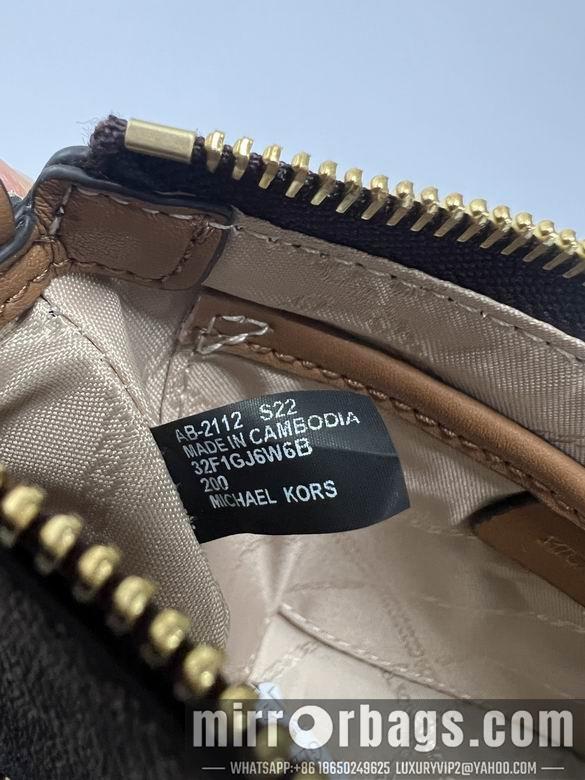 AB-2112 S22
MADE IN CAMBODIA
32F1GJ6W6B
200
MICHAEL KORS
mirrorbags.com
WHATSAPP:+86 18650249625 LUXURYVIP2@YAHOO.COM